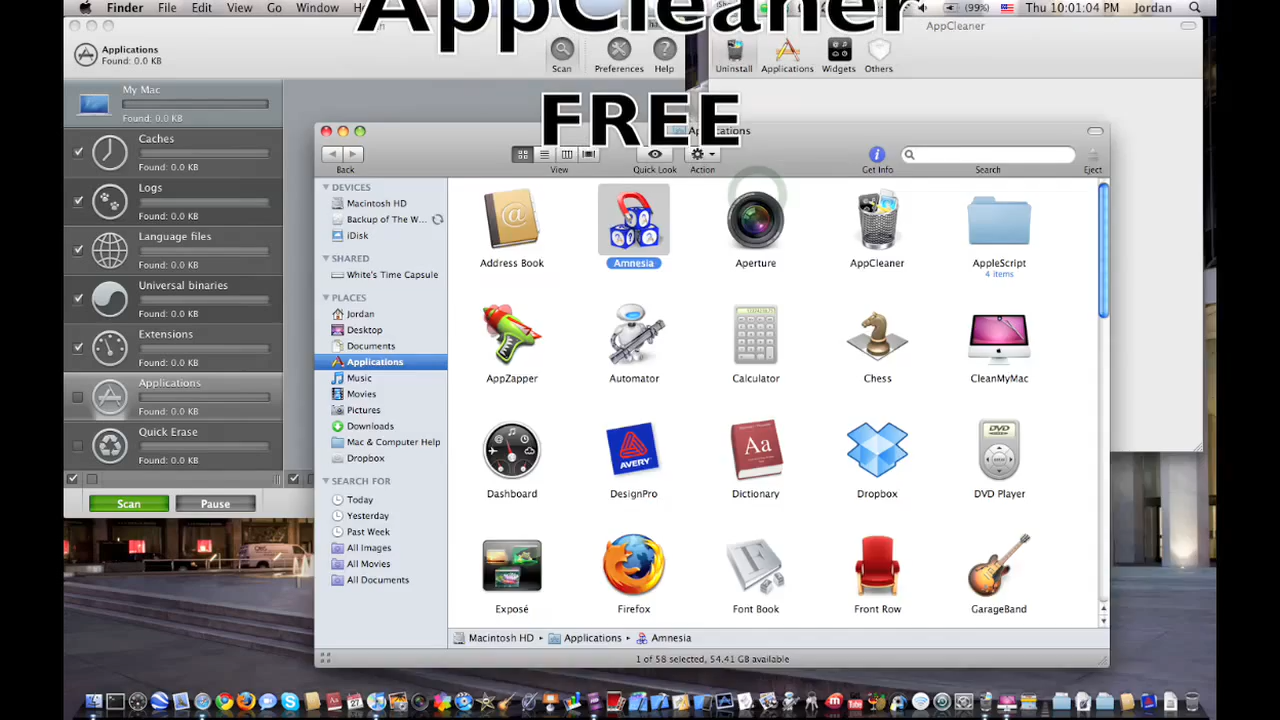 Finder File Edit View Go Window
(99%) Thu 10:01:04 Jordan
AppCleaner
FREE
AppCleaner
Applications
Found: 0.0 KB
Scan Preferences Help
Uninstall Applications Widgets Others
My Mac
Found: 0.0 KB
Caches
Found: 0.0 KB
Logs
Found: 0.0 KB
Language files
Found: 0.0 KB
Universal binaries
Found: 0.0 KB
Extensions
Found: 0.0 KB
Applications
Found: 0.0 KB
Quick Erase
Found: 0.0 KB
Scan Pause
Applications
Back View Quick Look Action Get Info Search Eject
DEVICES
Macintosh HD
Backup of The W...
iDisk
SHARED
White's Time Capsule
PLACES
Jordan
Desktop
Documents
Applications
Music
Movies
Pictures
Downloads
Mac & Computer Help
Dropbox
SEARCH FOR
Today
Yesterday
Past Week
All Images
All Movies
All Documents
Address Book Amnesia Aperture AppCleaner AppleScript
4 items
AppZapper Automator Calculator Chess CleanMyMac
Dashboard DesignPro Dictionary Dropbox DVD Player
Exposé Firefox Font Book Front Row GarageBand
Macintosh HD Applications Amnesia
1 of 58 selected, 54.41 GB available